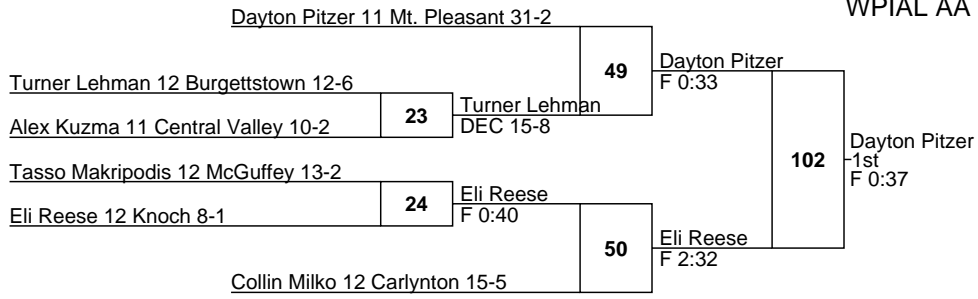 WPIAL AA
Dayton Pitzer 11 Mt. Pleasant 31-2
49
Dayton Pitzer
F 0:33
Turner Lehman 12 Burgettstown 12-6
23
Turner Lehman
DEC 15-8
Alex Kuzma 11 Central Valley 10-2
102
Dayton Pitzer
1st
F 0:37
Tasso Makripodis 12 McGuffey 13-2
24
Eli Reese
F 0:40
Eli Reese 12 Knoch 8-1
50
Eli Reese
F 2:32
Collin Milko 12 Carlynton 15-5